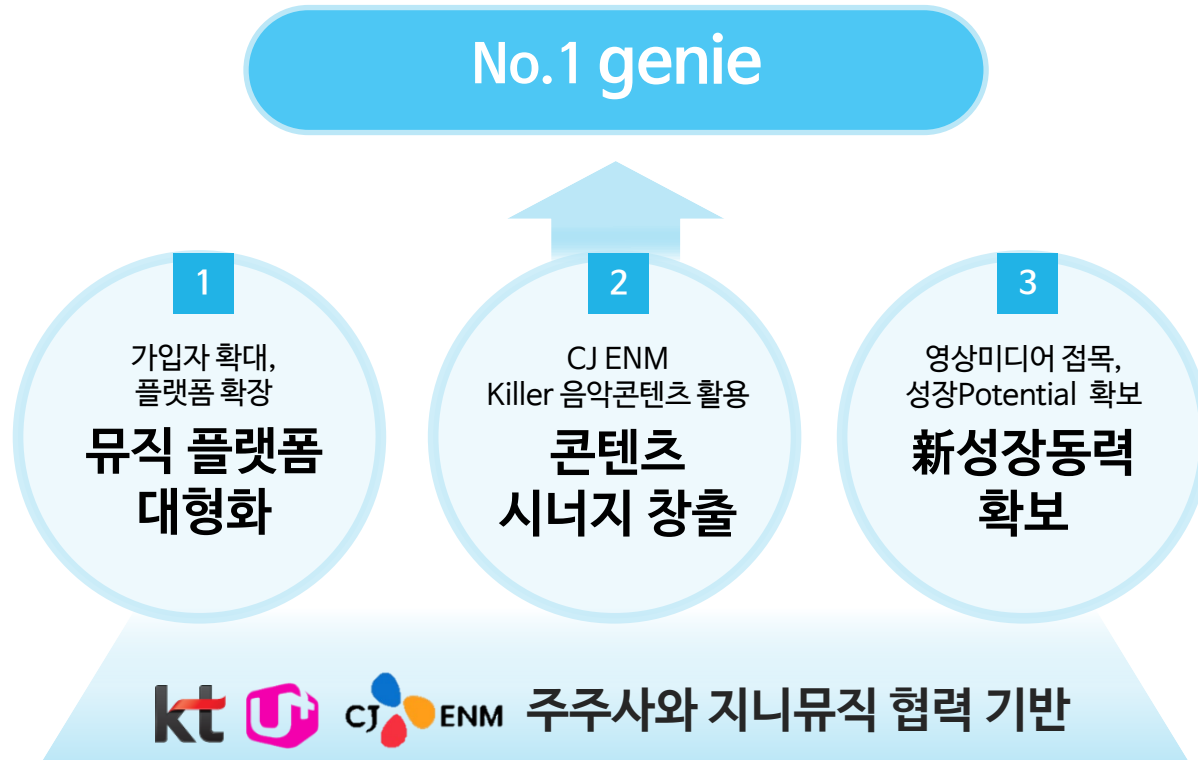 No.1 genie
1
가입자 확대,
플랫폼 확장
뮤직 플랫폼
대형화
2
CJ ENM
Killer 음악콘텐츠 활용
콘텐츠
시너지 창출
3
영상미디어 접목,
성장Potential 확보
新성장동력
확보
kt U+ CJ ENM 주주사와 지니뮤직 협력 기반